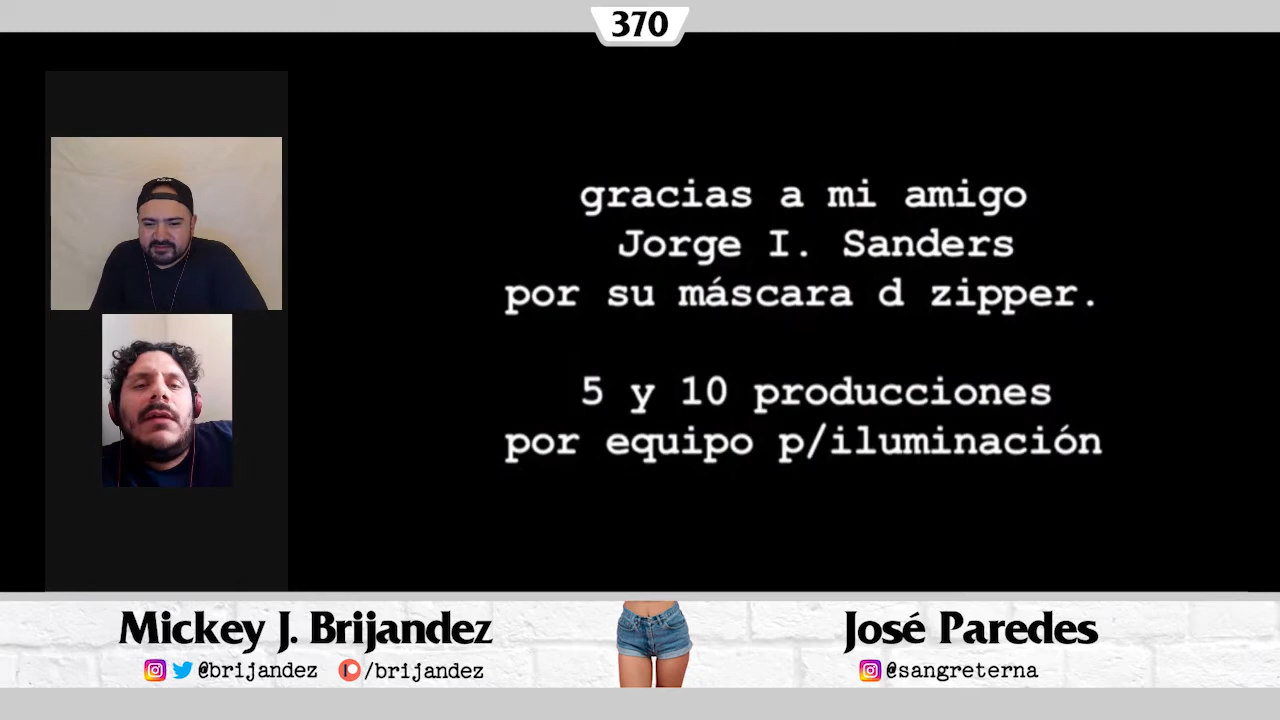 370
gracias a mi amigo
Jorge I. Sanders
por su máscara d zipper.
5 y 10 producciones
por equipo p/iluminación
Mickey J. Brijandez
@brijandez /brijandez
José Paredes
@sangreterna